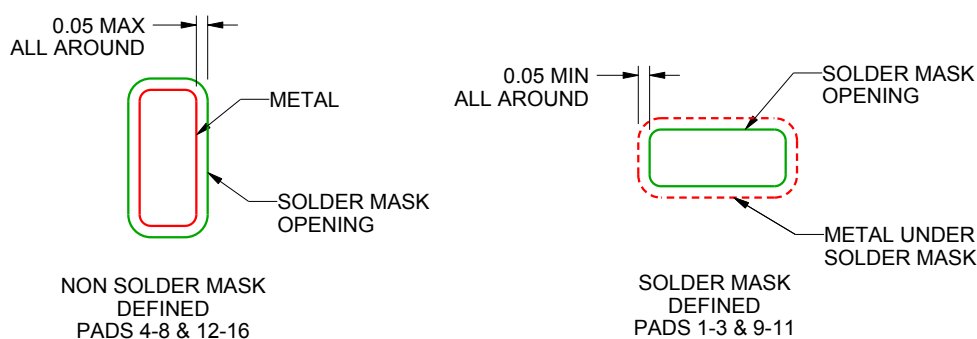 0.05 MAX
ALL AROUND
METAL
SOLDER MASK
OPENING
NON SOLDER MASK
DEFINED
PADS 4-8 & 12-16
0.05 MIN
ALL AROUND
SOLDER MASK
OPENING
METAL UNDER
SOLDER MASK
SOLDER MASK
DEFINED
PADS 1-3 & 9-11